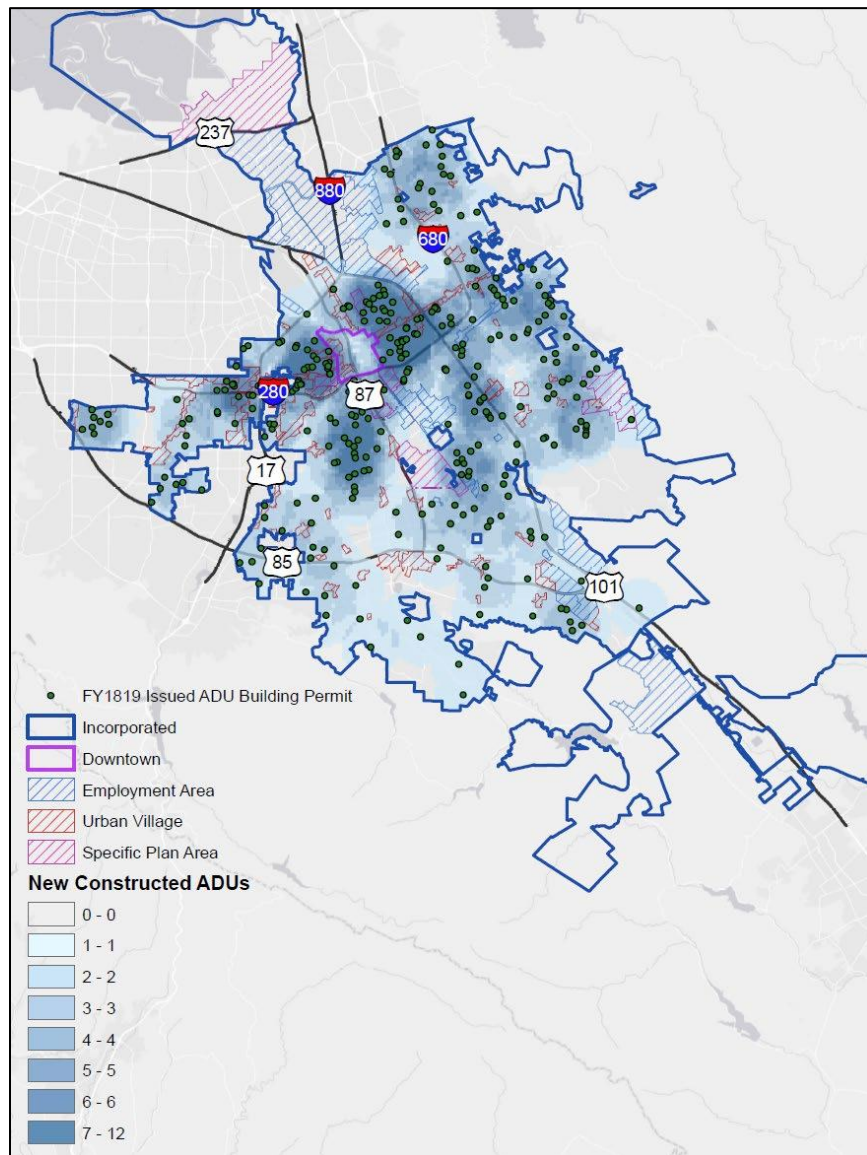 237
880
680
280
87
17
85
101
FY1819 Issued ADU Building Permit
Incorporated
Downtown
Employment Area
Urban Village
Specific Plan Area
New Constructed ADUs
0 - 0
1 - 1
2 - 2
3 - 3
4 - 4
5 - 5
6 - 6
7 - 12